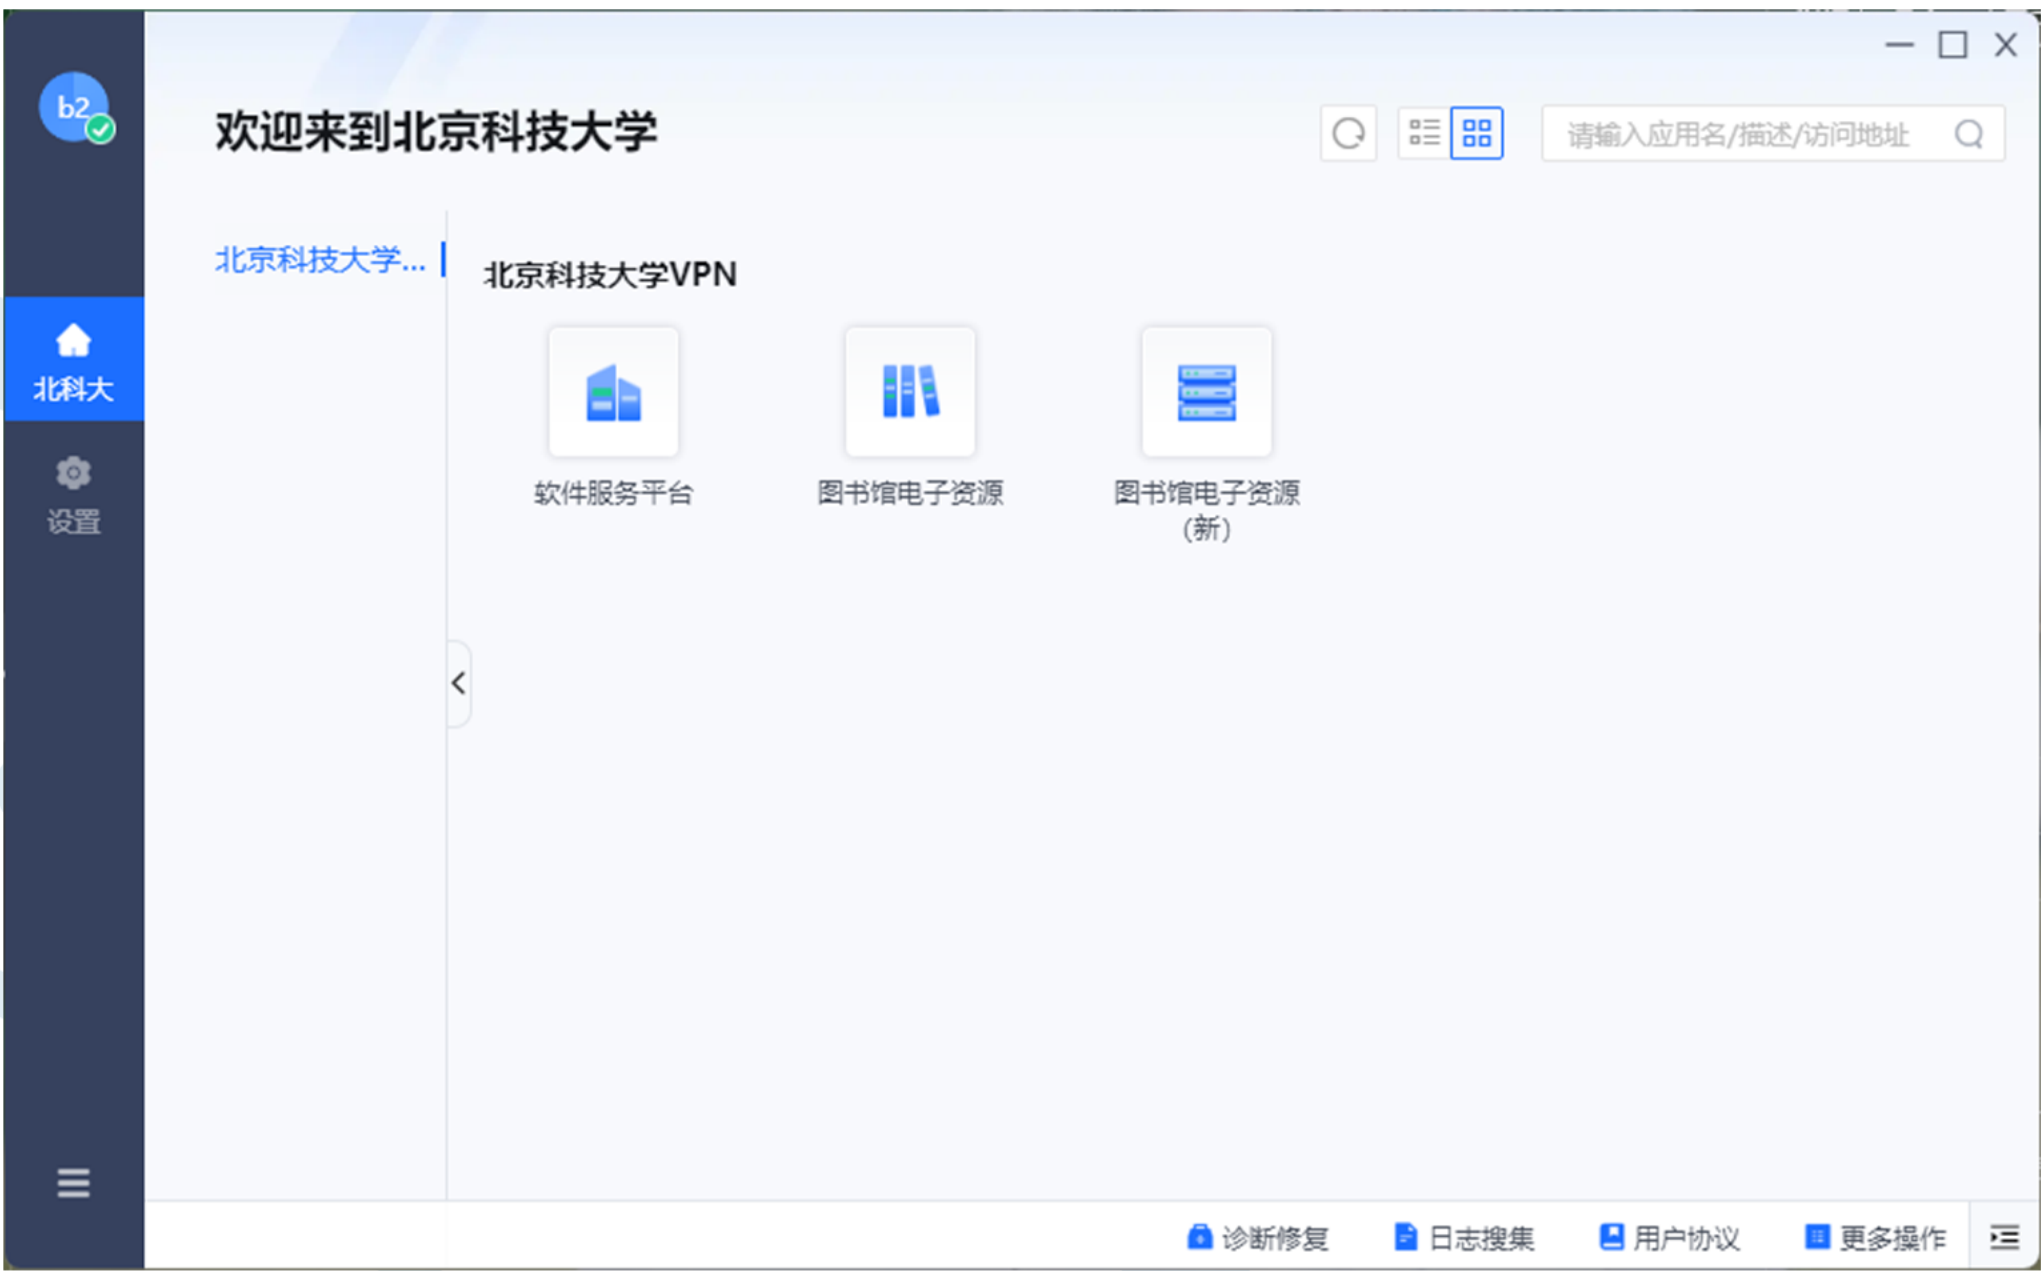 b2
欢迎来到北京科技大学
请输入应用名/描述/访问地址
北京科技大学...
北京科技大学VPN
北科大
设置
软件服务平台
图书馆电子资源
图书馆电子资源
(新)
诊断修复
日志搜集
用户协议
更多操作